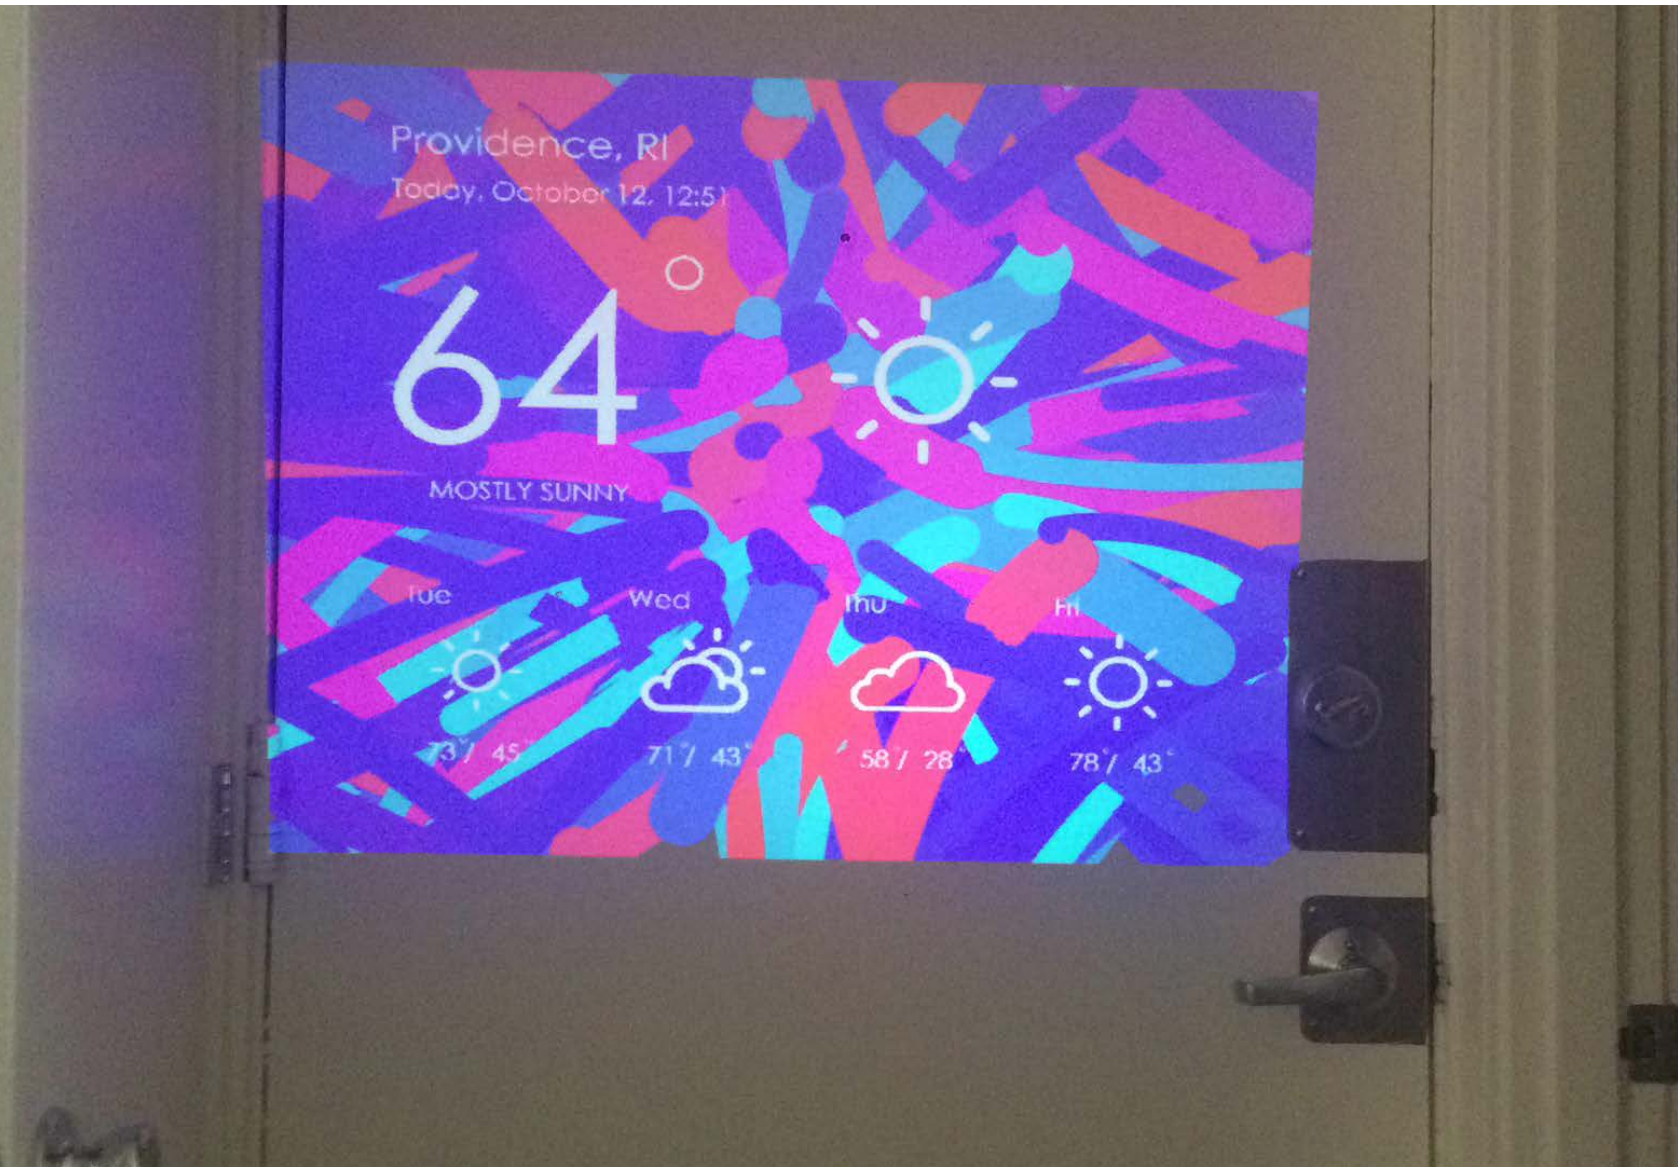 Providence, RI
Today, October 12, 12:51
64°
MOSTLY SUNNY
Tue Wed Thu Fri
73°/ 45° 71°/ 43° 58°/ 28° 78°/ 43°